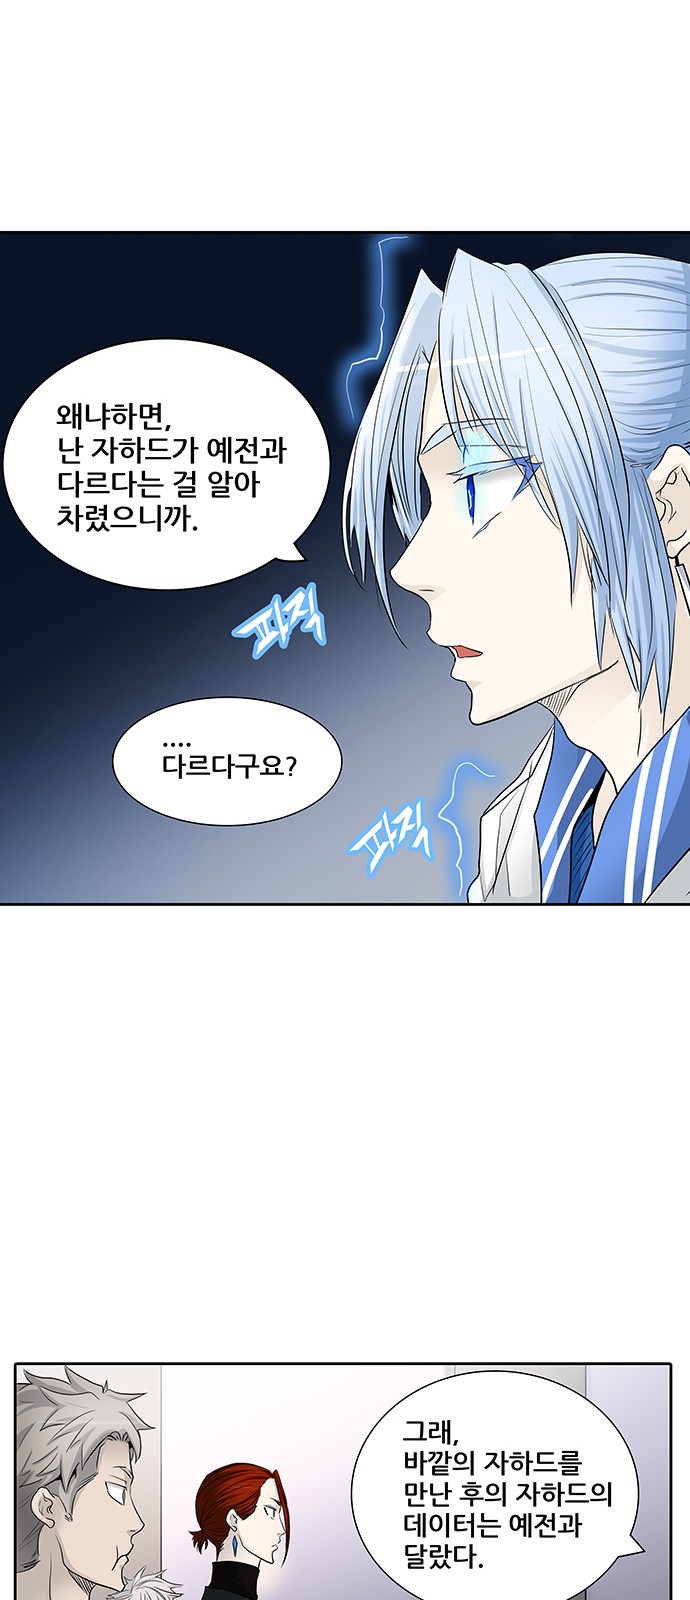 왜냐하면,
난 자하드가 예전과
다르다는 걸 알아
차렸으니까.
파직
....
다르다구요?
파직
그래,
바깥의 자하드를
만난 후의 자하드의
데이터는 예전과
달랐다.